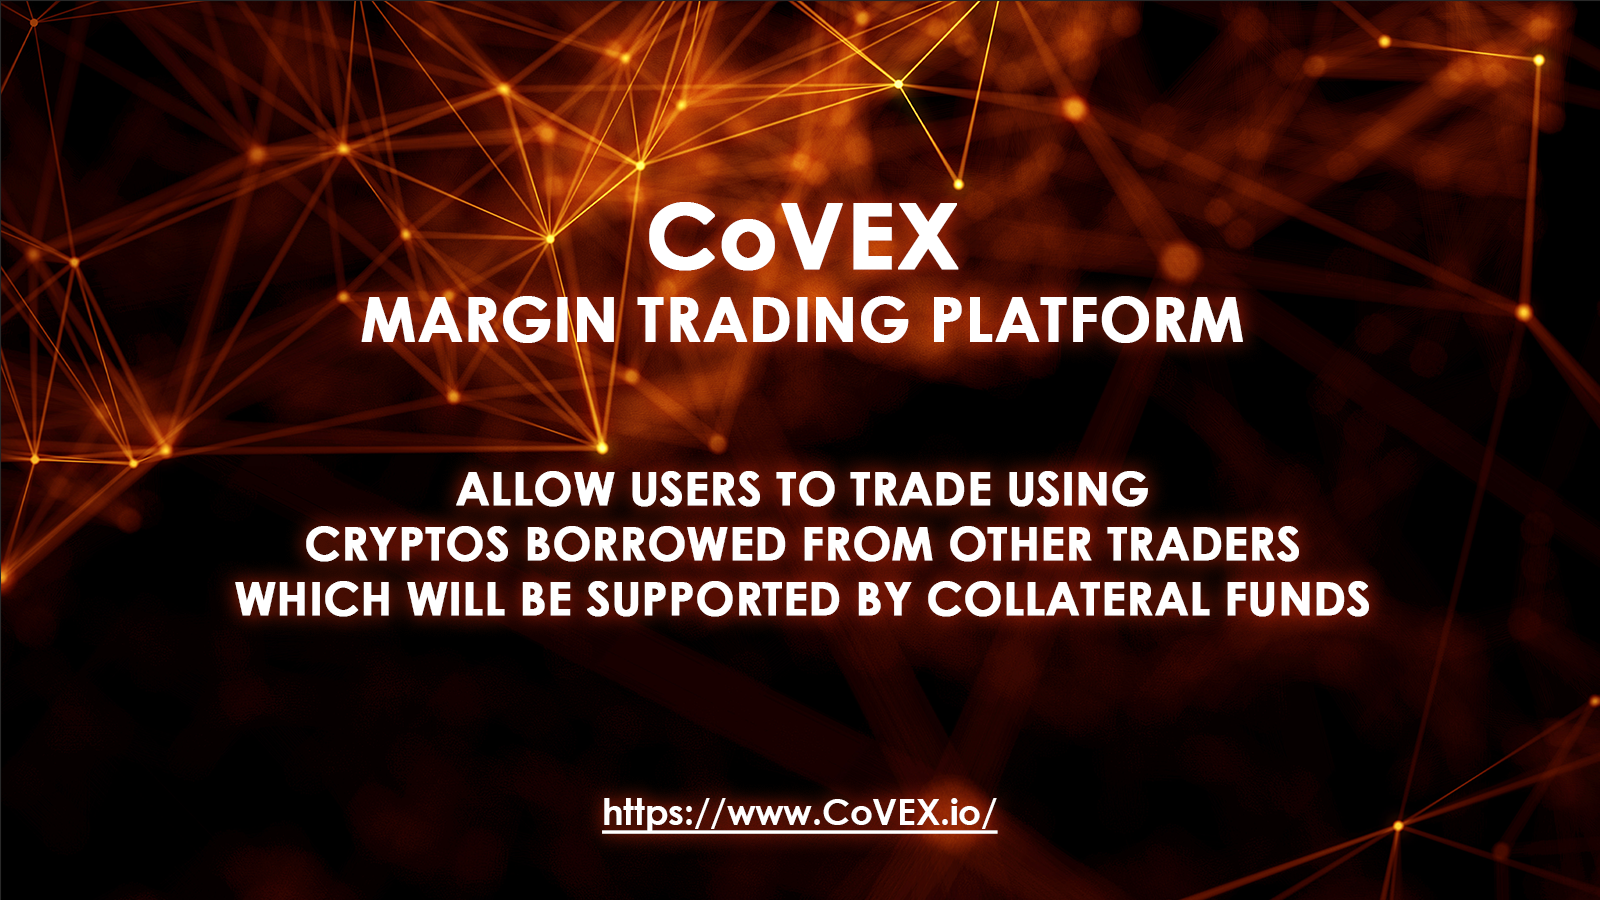 CoVEX
MARGIN TRADING PLATFORM
ALLOW USERS TO TRADE USING
CRYPTOS BORROWED FROM OTHER TRADERS
WHICH WILL BE SUPPORTED BY COLLATERAL FUNDS
https://www.CoVEX.io/